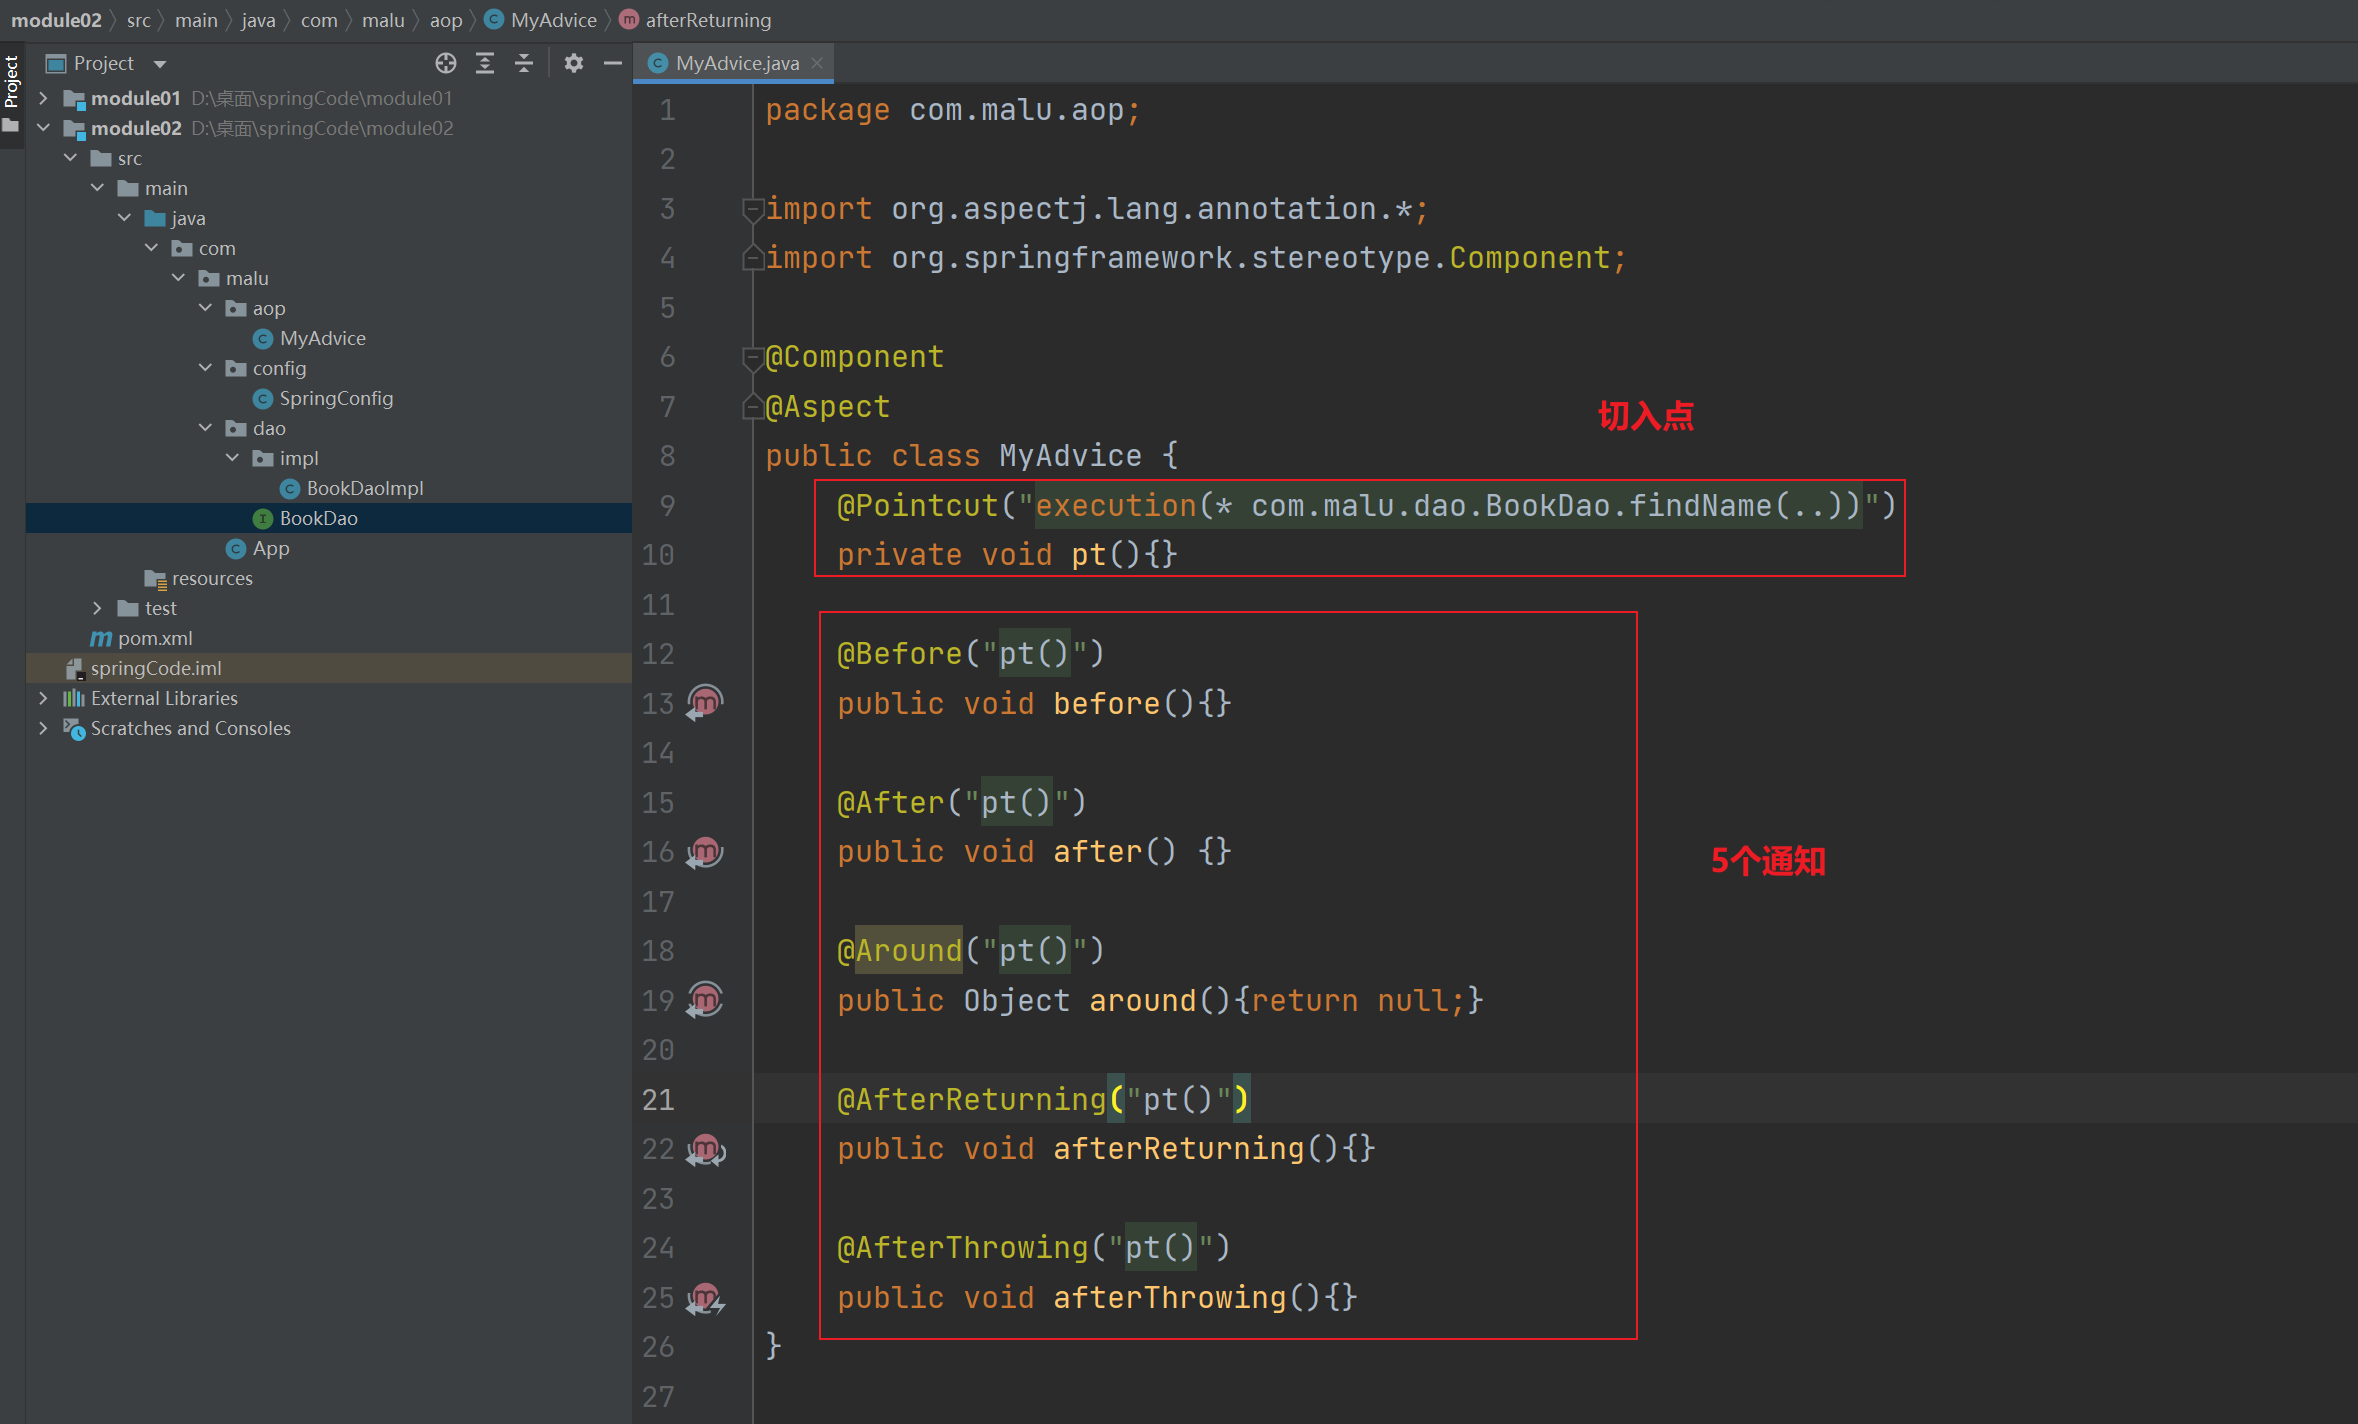 module02 src main java com malu aop MyAdvice afterReturning
Project
Project
MyAdvice.java
module01 D:\桌面\springCode\module01
module02 D:\桌面\springCode\module02
src
main
java
com
malu
aop
MyAdvice
config
SpringConfig
dao
impl
BookDaoImpl
BookDao
App
resources
test
pom.xml
springCode.iml
External Libraries
Scratches and Consoles
1 package com.malu.aop;
2
3 import org.aspectj.lang.annotation.*;
4 import org.springframework.stereotype.Component;
5
6 @Component
7 @Aspect
切入点
8 public class MyAdvice {
9 @Pointcut("execution(* com.malu.dao.BookDao.findName(..))")
10 private void pt(){}
11
12 @Before("pt()")
13 public void before(){}
14
15 @After("pt()")
16 public void after() {}
5个通知
17
18 @Around("pt()")
19 public Object around(){return null;}
20
21 @AfterReturning("pt()")
22 public void afterReturning(){}
23
24 @AfterThrowing("pt()")
25 public void afterThrowing(){}
26 }
27